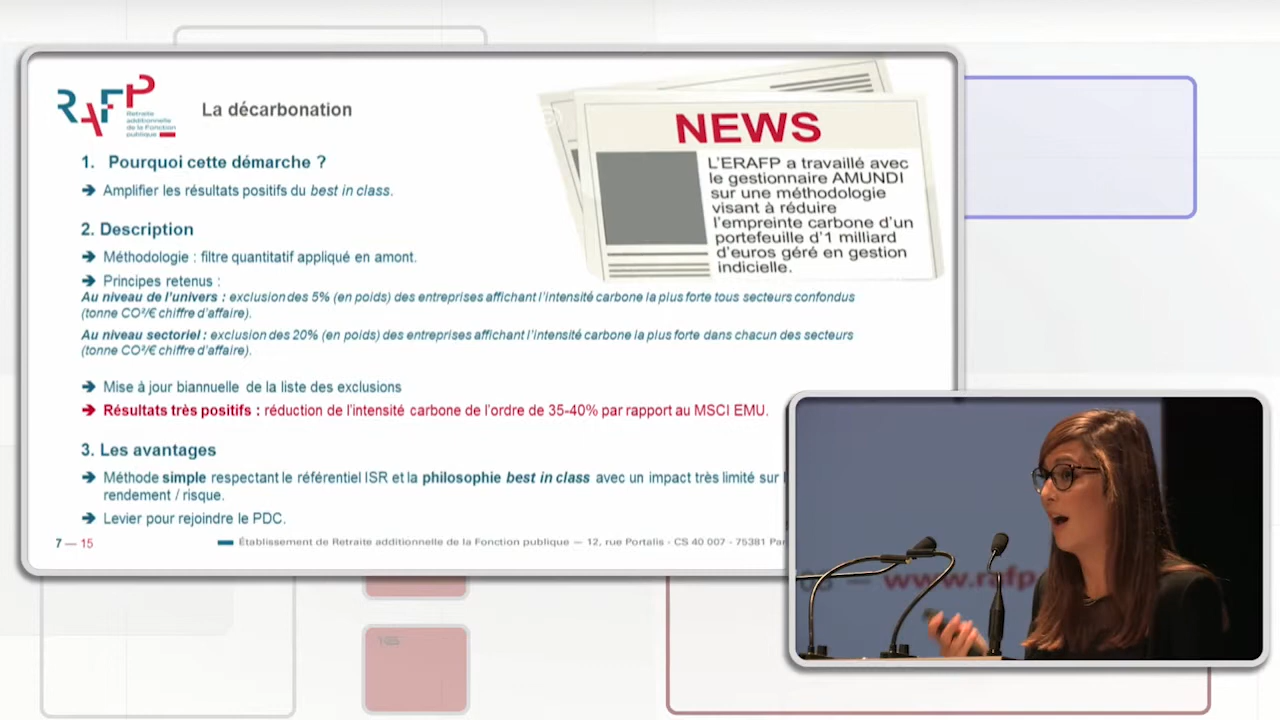 RAFP
Retraite
additionnelle
de la Fonction
publique
La décarbonation
NEWS
L'ERAFP a travaillé avec
le gestionnaire AMUNDI
sur une méthodologie
visant à réduire
l'empreinte carbone d'un
portefeuille d'1 milliard
d'euros géré en gestion
indicielle.
1. Pourquoi cette démarche ?
➔ Amplifier les résultats positifs du best in class.
2. Description
➔ Méthodologie : filtre quantitatif appliqué en amont.
➔ Principes retenus :
Au niveau de l'univers : exclusion des 5% (en poids) des entreprises affichant l'intensité carbone la plus forte tous secteurs confondus
(tonne CO²/€ chiffre d'affaire).
Au niveau sectoriel : exclusion des 20% (en poids) des entreprises affichant l'intensité carbone la plus forte dans chacun des secteurs
(tonne CO²/€ chiffre d'affaire).
➔ Mise à jour biannuelle de la liste des exclusions
➔ Résultats très positifs : réduction de l'intensité carbone de l'ordre de 35-40% par rapport au MSCI EMU.
3. Les avantages
➔ Méthode simple respectant le référentiel ISR et la philosophie best in class avec un impact très limité sur
rendement / risque.
➔ Levier pour rejoindre le PDC.
7 — 15
Établissement de Retraite additionnelle de la Fonction publique — 12, rue Portalis - CS 40 007 - 75381 Par
— www.rafp.